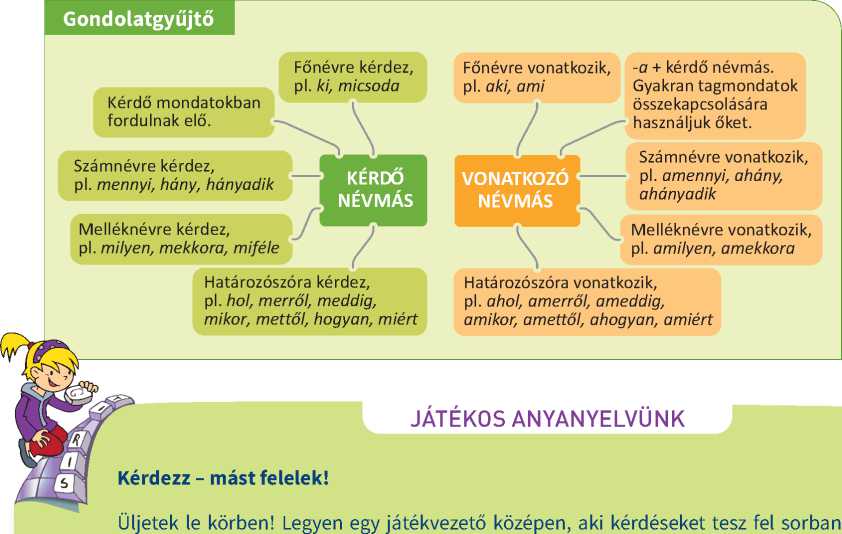 Gondolatgyűjtő
Főnévre kérdez,
pl. ki, micsoda
Kérdő mondatokban
fordulnak elő.
Számnévre kérdez,
pl. mennyi, hány, hányadik
Melléknévre kérdez,
pl. milyen, mekkora, miféle
Határozószóra kérdez,
pl. hol, merről, meddig,
mikor, mettől, hogyan, miért
KÉRDŐ
NÉVMÁS
VONATKOZÓ
NÉVMÁS
Főnévre vonatkozik,
pl. aki, ami
-a + kérdő névmás.
Gyakran tagmondatok
összekapcsolására
használjuk őket.
Számnévre vonatkozik,
pl. amennyi, ahány,
ahányadik
Melléknévre vonatkozik,
pl. amilyen, amekkora
Határozószóra vonatkozik,
pl. ahol, amerről, ameddig,
amikor, amettől, ahogyan, amiért
JÁTÉKOS ANYANYELVÜNK
Kérdezz – mást felelek!
Üljetek le körben! Legyen egy játékvezető középen, aki kérdéseket tesz fel sorban